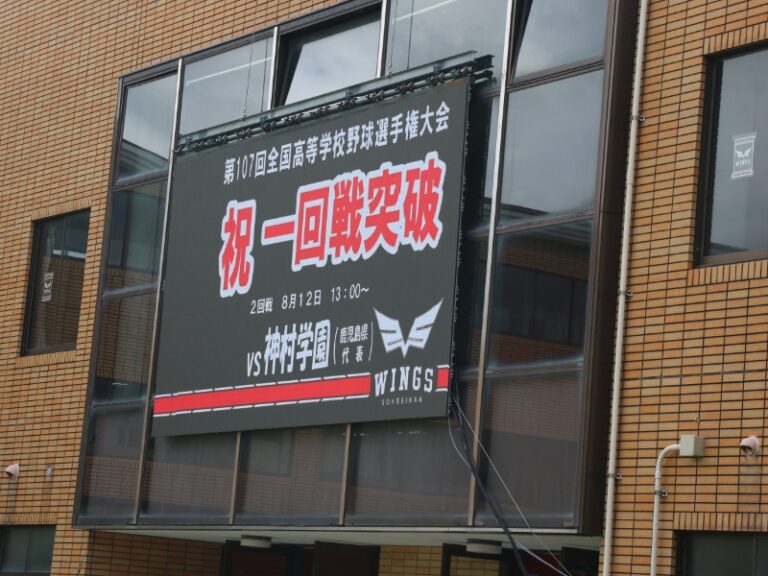 第107回全国高等学校野球選手権大会
祝 一回戦突破
2回戦 8月12日 13:00～
vs 神村学園(鹿児島県代表)
WINGS
SOHSEIKAN